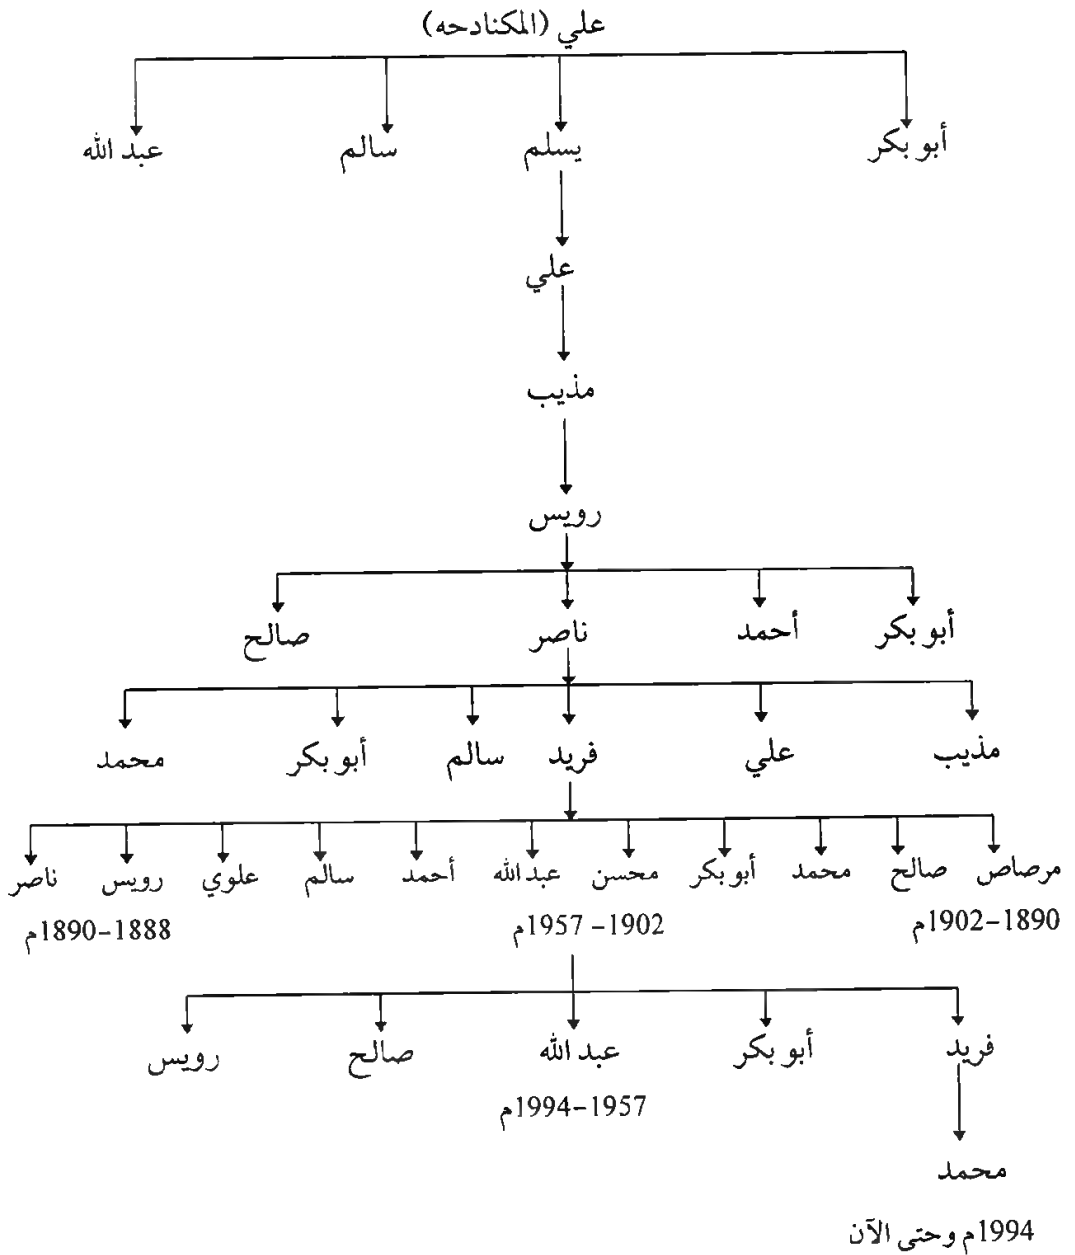 علي (المكنادحه)
أبو بكر يسلم سالم عبد الله
علي
مذيب
رويس
أبو بكر أحمد ناصر صالح
مذيب علي فريد سالم أبو بكر محمد
مرصاص صالح محمد أبو بكر محسن عبد الله أحمد سالم علوي رويس ناصر
1890-1902م 1902- 1957م 1888-1890م
فريد أبو بكر عبد الله صالح رويس
1957-1994م
محمد
1994م وحتى الآن